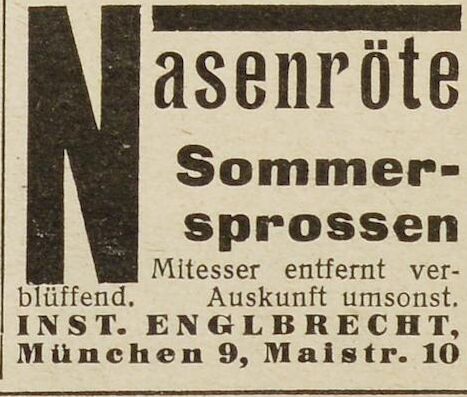 Nasenröte
Sommer-
sprossen
Mitesser entfernt ver-
blüffend. Auskunft umsonst.
INST. ENGLBRECHT,
München 9, Maistr. 10